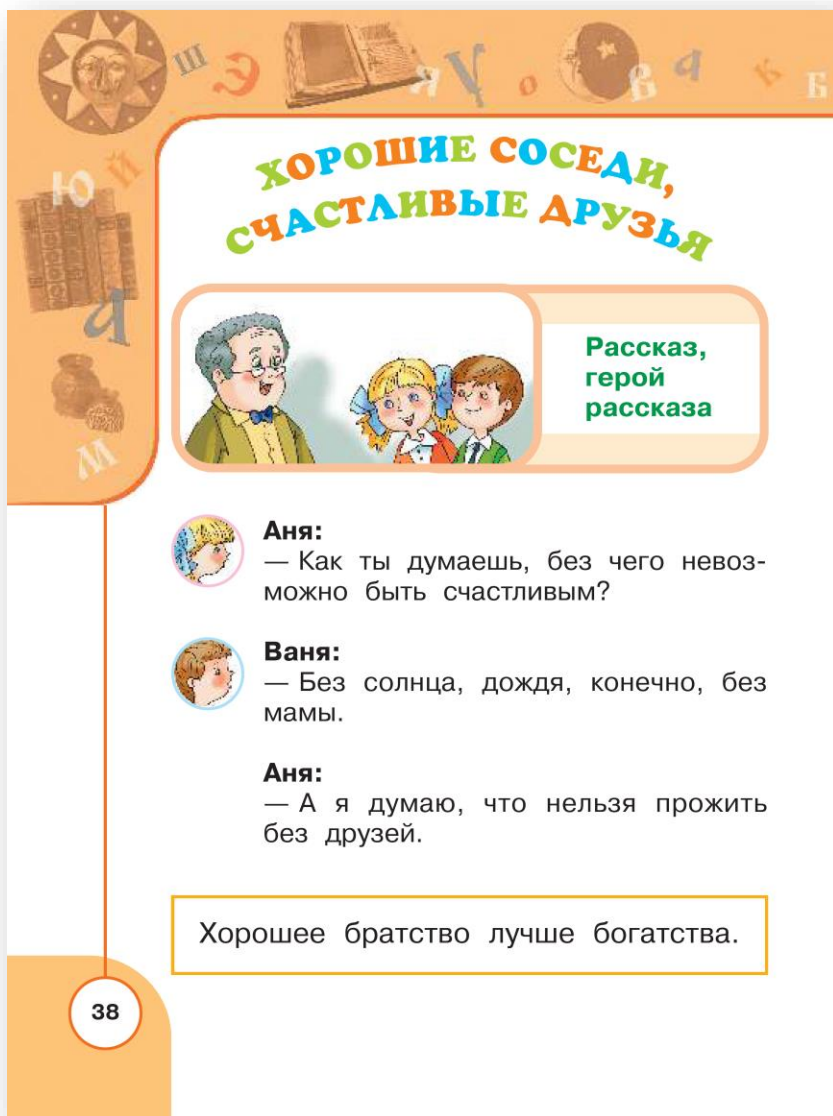 ш Э Я У о в а к Б
Ю Й
а
м
ХОРОШИЕ СОСЕДИ,
СЧАСТЛИВЫЕ ДРУЗЬЯ
Рассказ,
герой
рассказа
Аня:
— Как ты думаешь, без чего невоз-
можно быть счастливым?
Ваня:
— Без солнца, дождя, конечно, без
мамы.
Аня:
— А я думаю, что нельзя прожить
без друзей.
Хорошее братство лучше богатства.
38